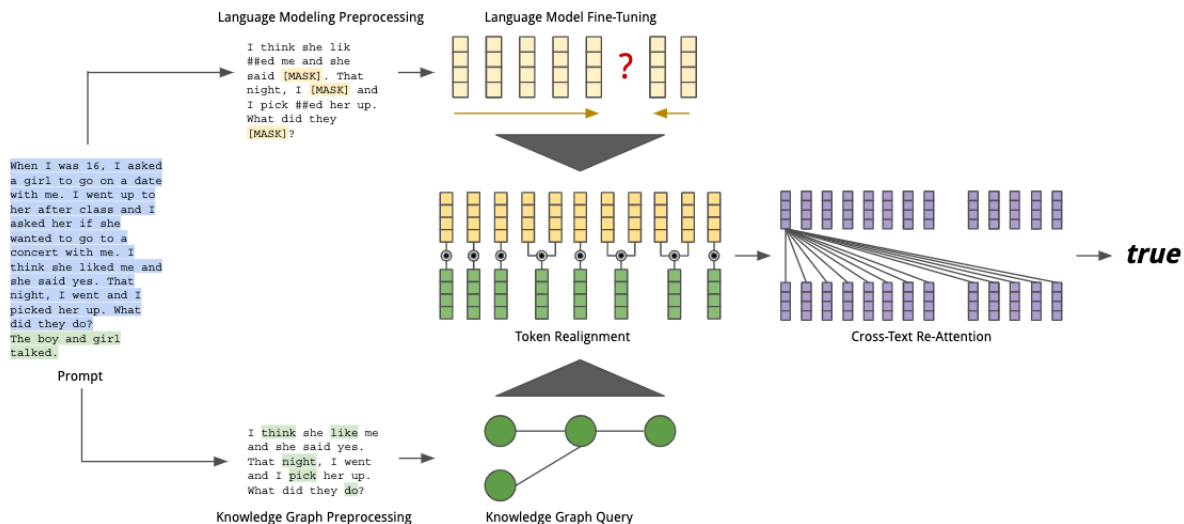 Language Modeling Preprocessing
Language Model Fine-Tuning
I think she lik
##ed me and she
said [MASK]. That
night, I [MASK] and
I pick ##ed her up.
What did they
[MASK]?
?
When I was 16, I asked
a girl to go on a date
with me. I went up to
her after class and I
asked her if she
wanted to go to a
concert with me. I
think she liked me and
she said yes. That
night, I went and I
picked her up. What
did they do?
The boy and girl
talked.
Prompt
Token Realignment
Cross-Text Re-Attention
true
I think she like me
and she said yes.
That night, I went
and I pick her up.
What did they do?
Knowledge Graph Preprocessing
Knowledge Graph Query